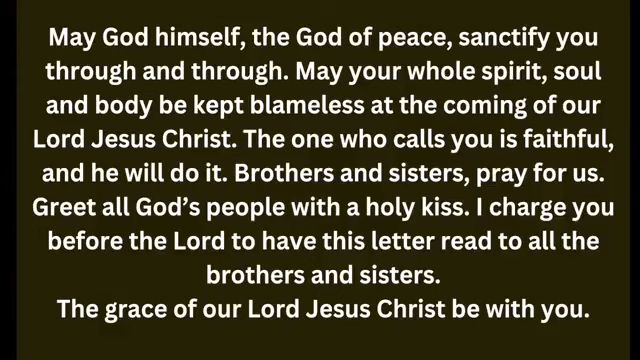 May God himself, the God of peace, sanctify you
through and through. May your whole spirit, soul
and body be kept blameless at the coming of our
Lord Jesus Christ. The one who calls you is faithful,
and he will do it. Brothers and sisters, pray for us.
Greet all God’s people with a holy kiss. I charge you
before the Lord to have this letter read to all the
brothers and sisters.
The grace of our Lord Jesus Christ be with you.